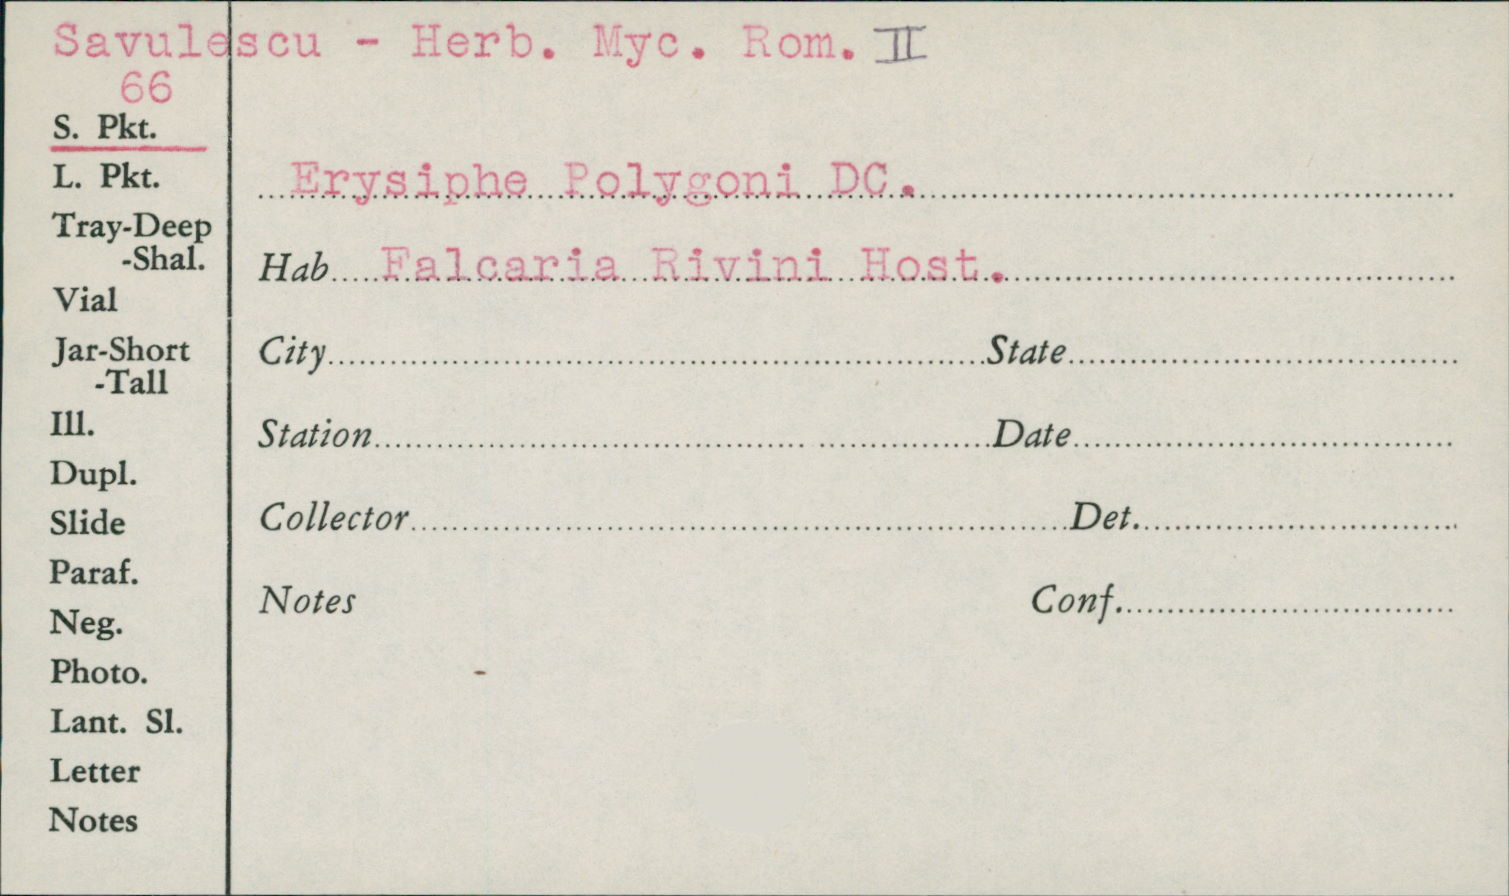 Savulescu - Herb. Myc. Rom. II
66
S. Pkt.
L. Pkt.
Tray-Deep
-Shal.
Vial
Jar-Short
-Tall
Ill.
Dupl.
Slide
Paraf.
Neg.
Photo.
Lant. Sl.
Letter
Notes
Erysiphe Polygoni DC.
Hab Falcaria Rivini Host.
City State
Station Date
Collector Det.
Notes Conf.